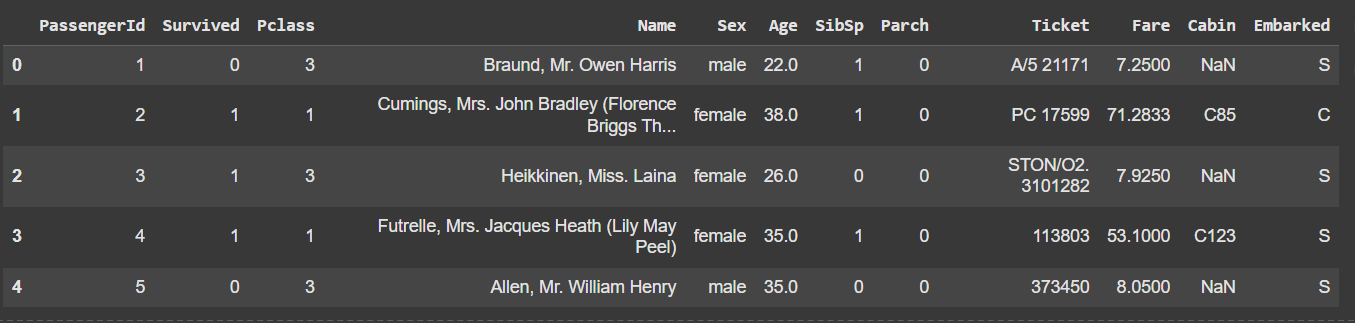 PassengerId Survived Pclass Name Sex Age SibSp Parch Ticket Fare Cabin Embarked
0 1 0 3 Braund, Mr. Owen Harris male 22.0 1 0 A/5 21171 7.2500 NaN S
1 2 1 1 Cumings, Mrs. John Bradley (Florence
Briggs Th... female 38.0 1 0 PC 17599 71.2833 C85 C
2 3 1 3 Heikkinen, Miss. Laina female 26.0 0 0 STON/O2.
3101282 7.9250 NaN S
3 4 1 1 Futrelle, Mrs. Jacques Heath (Lily May
Peel) female 35.0 1 0 113803 53.1000 C123 S
4 5 0 3 Allen, Mr. William Henry male 35.0 0 0 373450 8.0500 NaN S